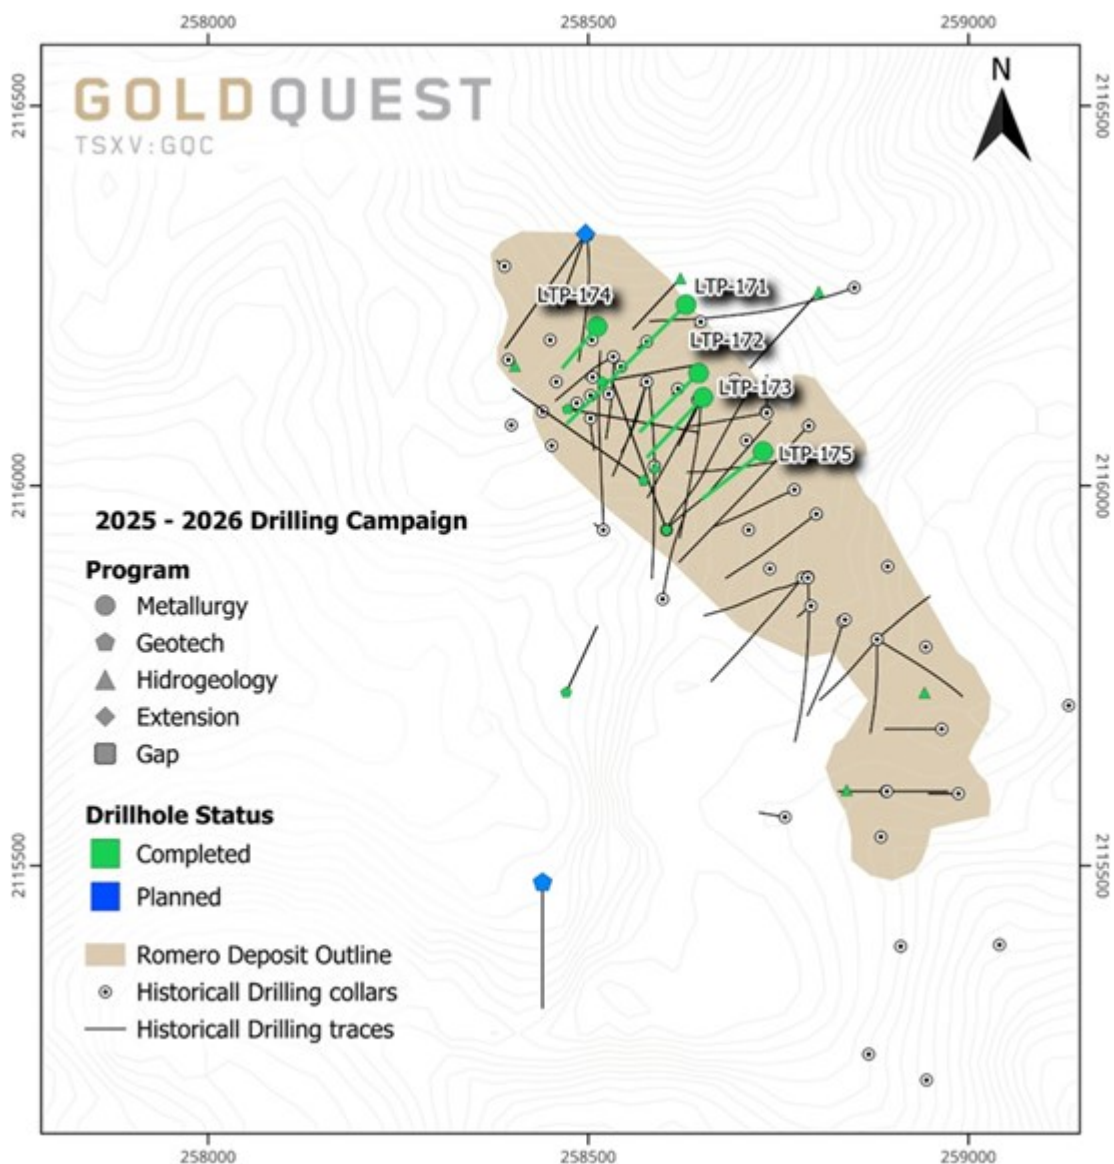 258000 258500 259000
N
2116500 2116500
GOLDQUEST
TSXV:GQC
LTP-174 LTP-171
LTP-172
LTP-173
LTP-175
2116000 2116000
2025 - 2026 Drilling Campaign
Program
Metallurgy
Geotech
Hidrogeology
Extension
Gap
Drillhole Status
Completed
Planned
2115500 2115500
Romero Deposit Outline
Historicall Drilling collars
Historicall Drilling traces
258000 258500 259000